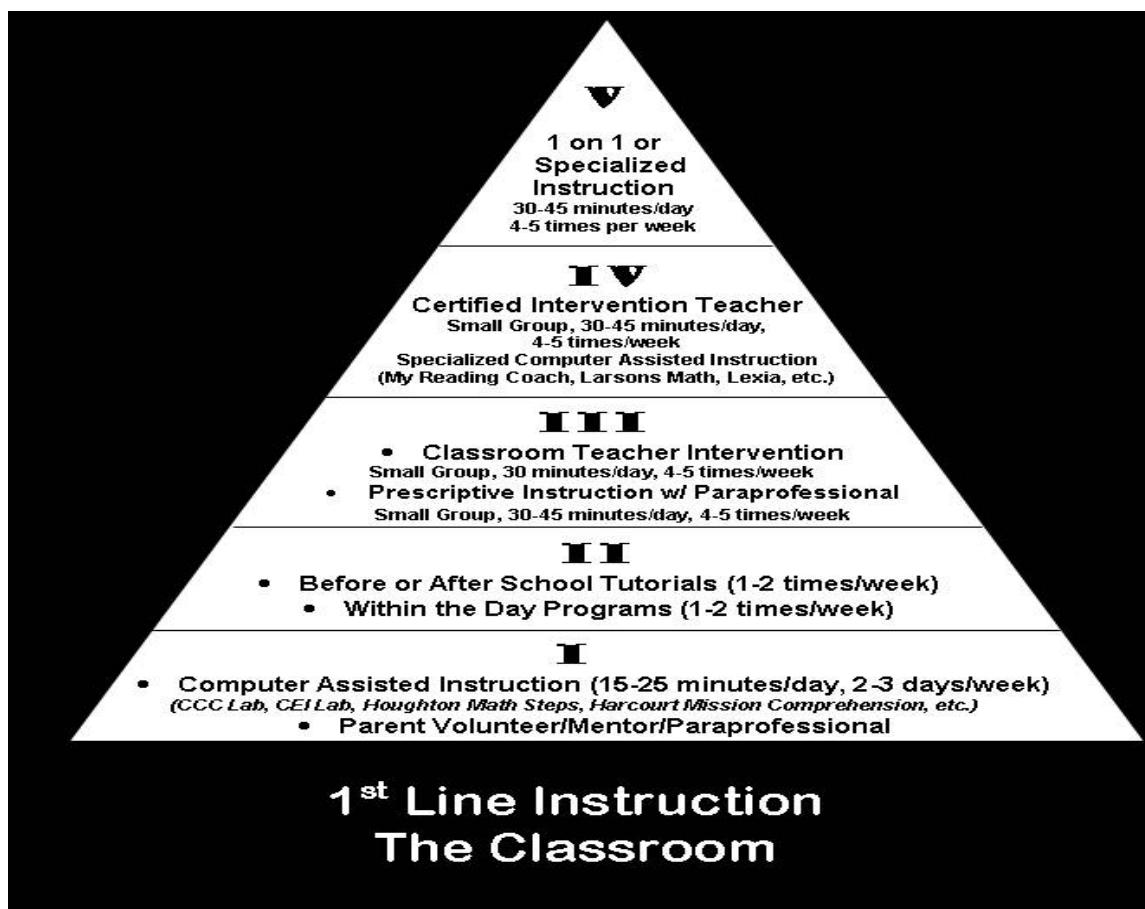 V
1 on 1 or
Specialized
Instruction
30-45 minutes/day
4-5 times per week
IV
Certified Intervention Teacher
Small Group, 30-45 minutes/day,
4-5 times/week
Specialized Computer Assisted Instruction
(My Reading Coach, Larsons Math, Lexia, etc.)
III
• Classroom Teacher Intervention
Small Group, 30 minutes/day, 4-5 times/week
• Prescriptive Instruction w/ Paraprofessional
Small Group, 30-45 minutes/day, 4-5 times/week
II
• Before or After School Tutorials (1-2 times/week)
• Within the Day Programs (1-2 times/week)
I
• Computer Assisted Instruction (15-25 minutes/day, 2-3 days/week)
(CCC Lab, CEI Lab, Houghton Math Steps, Harcourt Mission Comprehension, etc.)
• Parent Volunteer/Mentor/Paraprofessional
1st Line Instruction
The Classroom